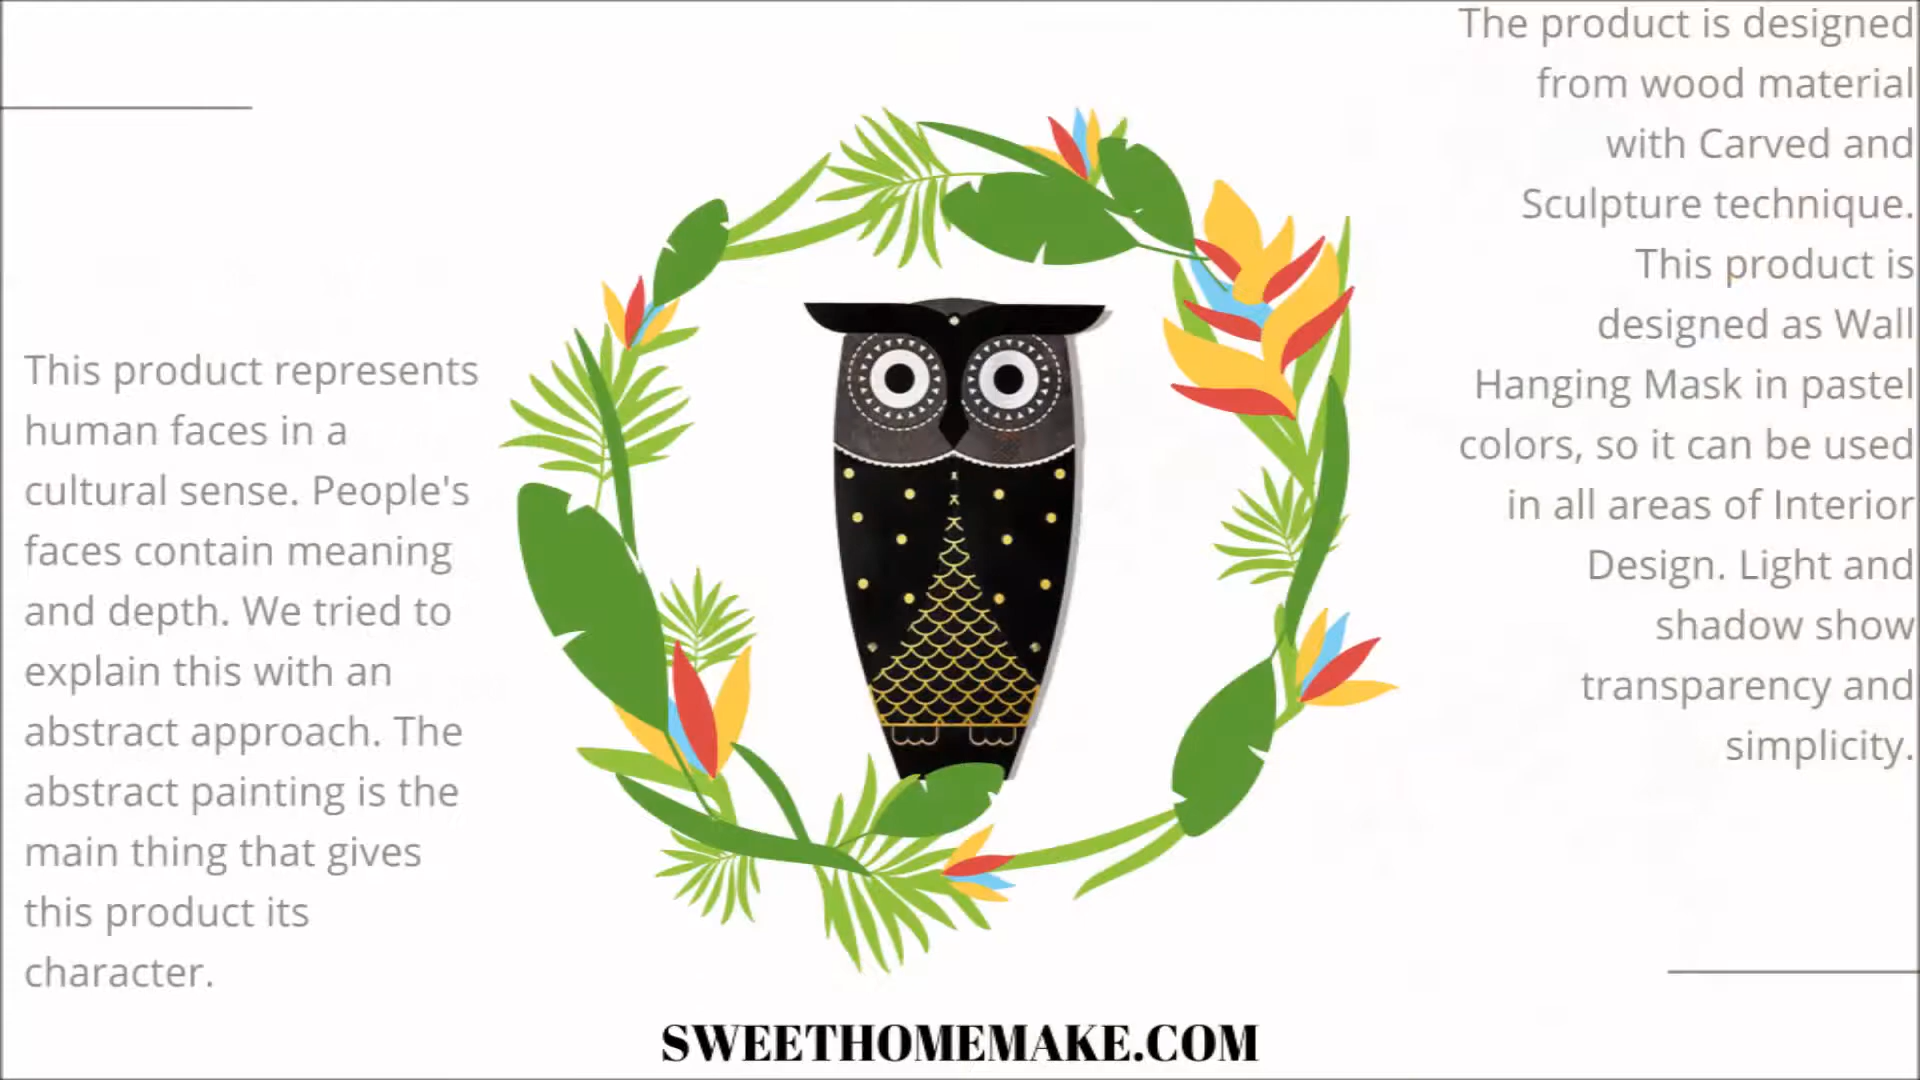 This product represents
human faces in a
cultural sense. People's
faces contain meaning
and depth. We tried to
explain this with an
abstract approach. The
abstract painting is the
main thing that gives
this product its
character.
The product is designed
from wood material
with Carved and
Sculpture technique.
This product is
designed as Wall
Hanging Mask in pastel
colors, so it can be used
in all areas of Interior
Design. Light and
shadow show
transparency and
simplicity.
SWEETHOMEMAKE.COM